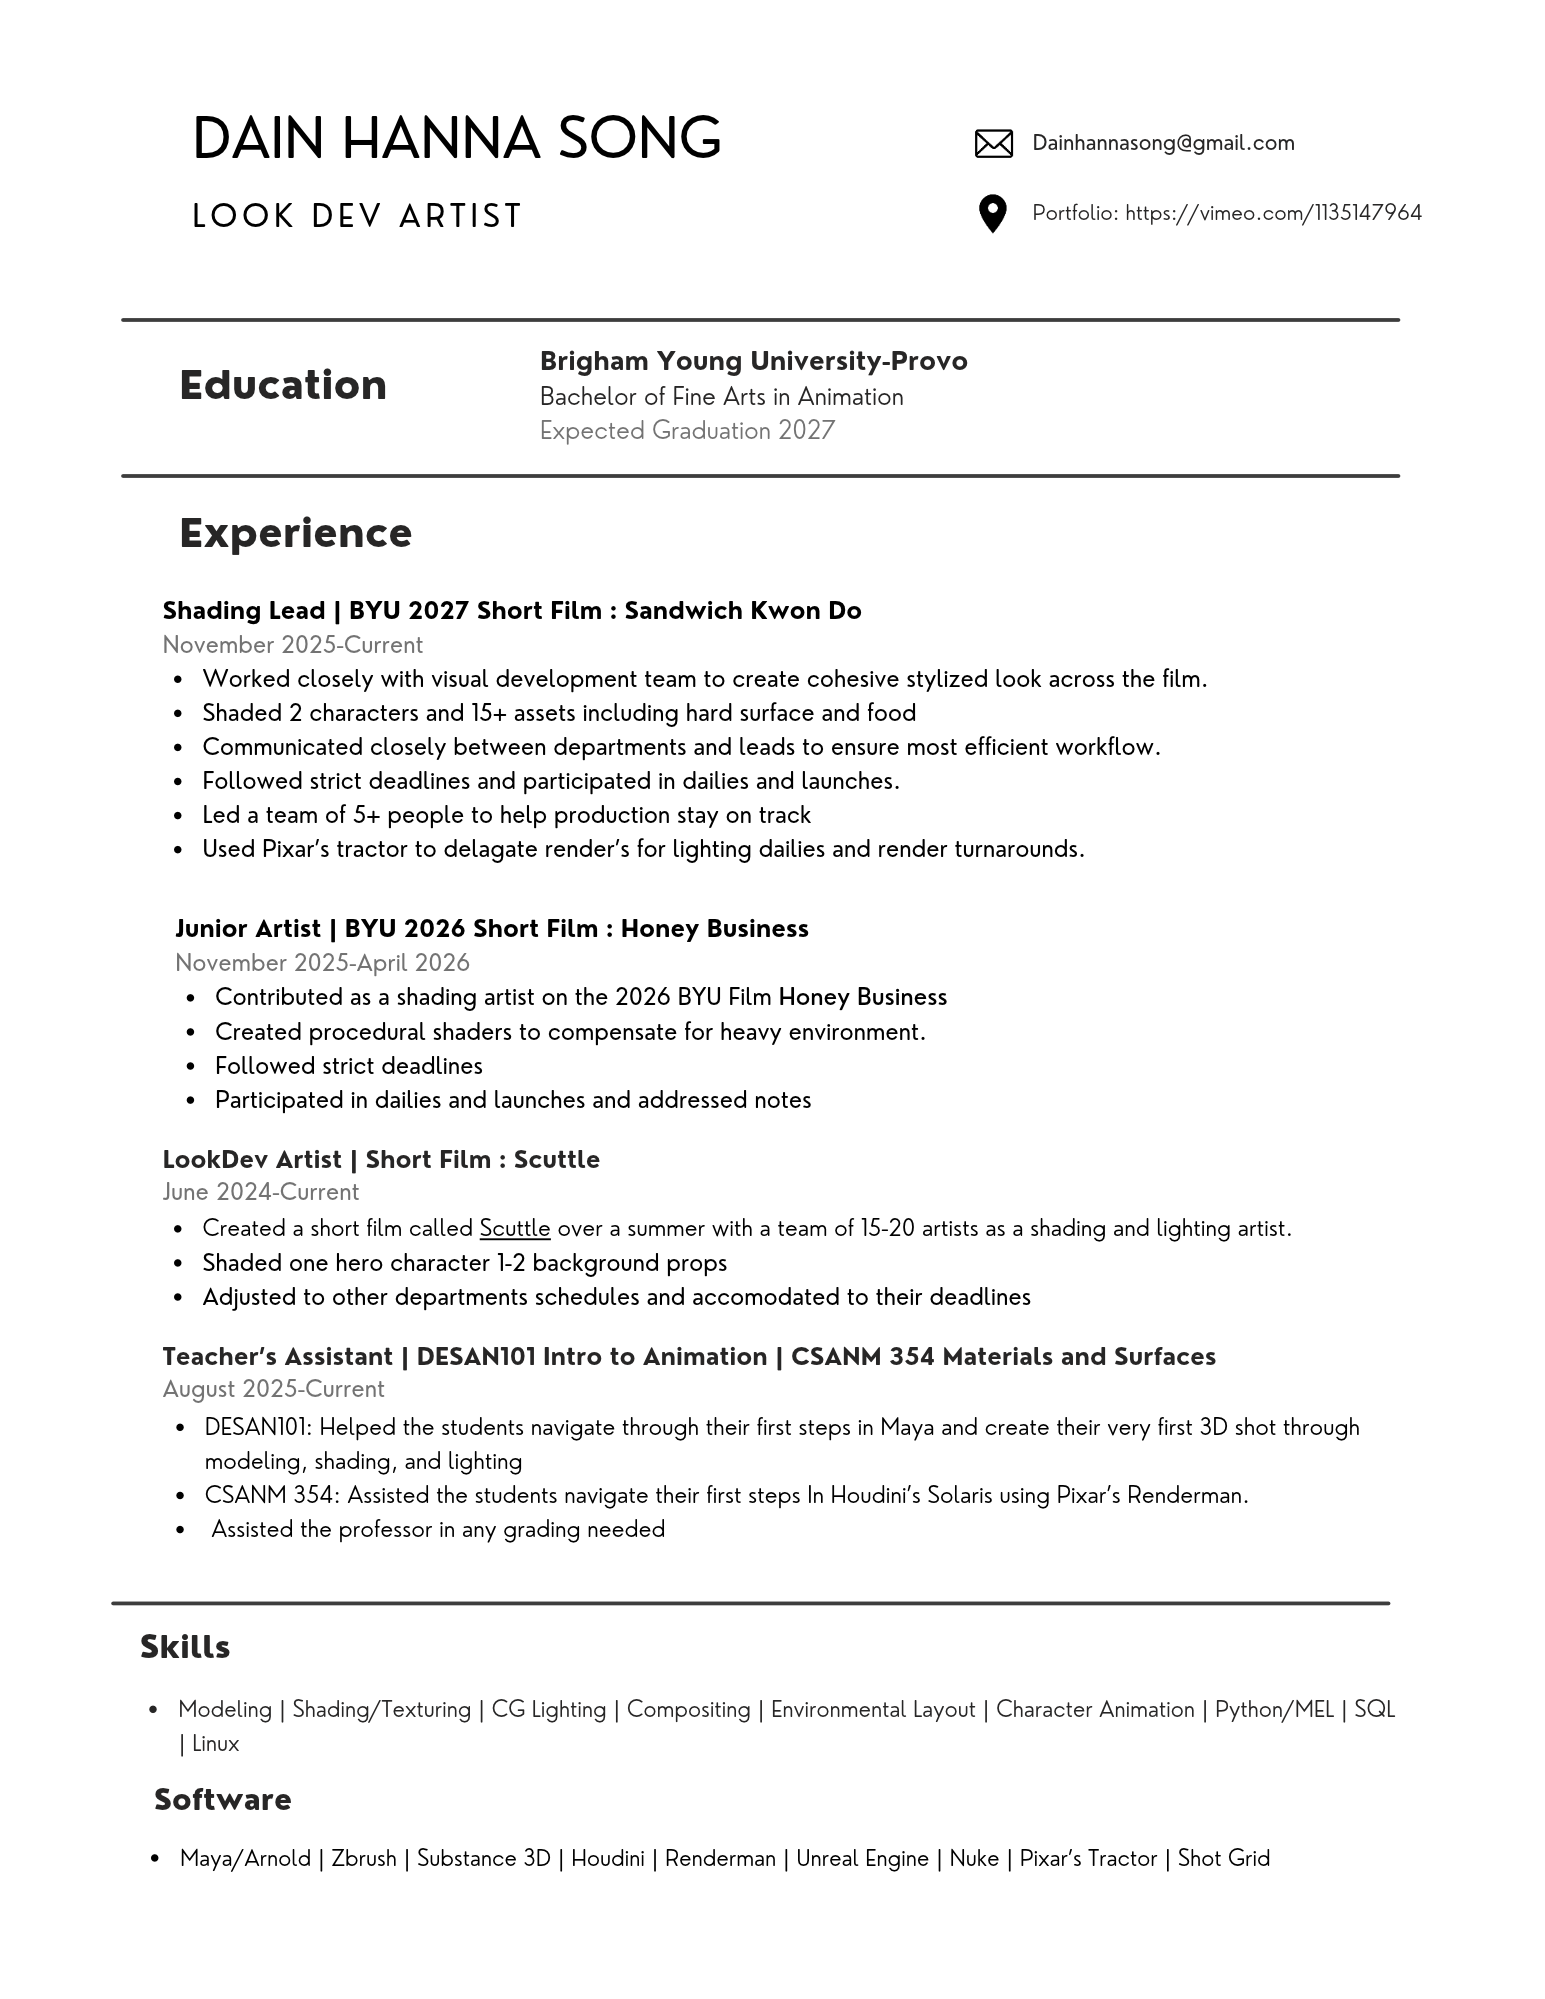 DAIN HANNA SONG
LOOK DEV ARTIST
Dainhannasong@gmail.com
Portfolio: https://vimeo.com/1135147964
Education
Brigham Young University-Provo
Bachelor of Fine Arts in Animation
Expected Graduation 2027
Experience
Shading Lead | BYU 2027 Short Film : Sandwich Kwon Do
November 2025-Current
• Worked closely with visual development team to create cohesive stylized look across the film.
• Shaded 2 characters and 15+ assets including hard surface and food
• Communicated closely between departments and leads to ensure most efficient workflow.
• Followed strict deadlines and participated in dailies and launches.
• Led a team of 5+ people to help production stay on track
• Used Pixar's tractor to delagate render's for lighting dailies and render turnarounds.
Junior Artist | BYU 2026 Short Film : Honey Business
November 2025-April 2026
• Contributed as a shading artist on the 2026 BYU Film Honey Business
• Created procedural shaders to compensate for heavy environment.
• Followed strict deadlines
• Participated in dailies and launches and addressed notes
LookDev Artist | Short Film : Scuttle
June 2024-Current
• Created a short film called Scuttle over a summer with a team of 15-20 artists as a shading and lighting artist.
• Shaded one hero character 1-2 background props
• Adjusted to other departments schedules and accomodated to their deadlines
Teacher's Assistant | DESAN101 Intro to Animation | CSANM 354 Materials and Surfaces
August 2025-Current
• DESAN101: Helped the students navigate through their first steps in Maya and create their very first 3D shot through
modeling, shading, and lighting
• CSANM 354: Assisted the students navigate their first steps In Houdini's Solaris using Pixar's Renderman.
• Assisted the professor in any grading needed
Skills
• Modeling | Shading/Texturing | CG Lighting | Compositing | Environmental Layout | Character Animation | Python/MEL | SQL
| Linux
Software
• Maya/Arnold | Zbrush | Substance 3D | Houdini | Renderman | Unreal Engine | Nuke | Pixar's Tractor | Shot Grid